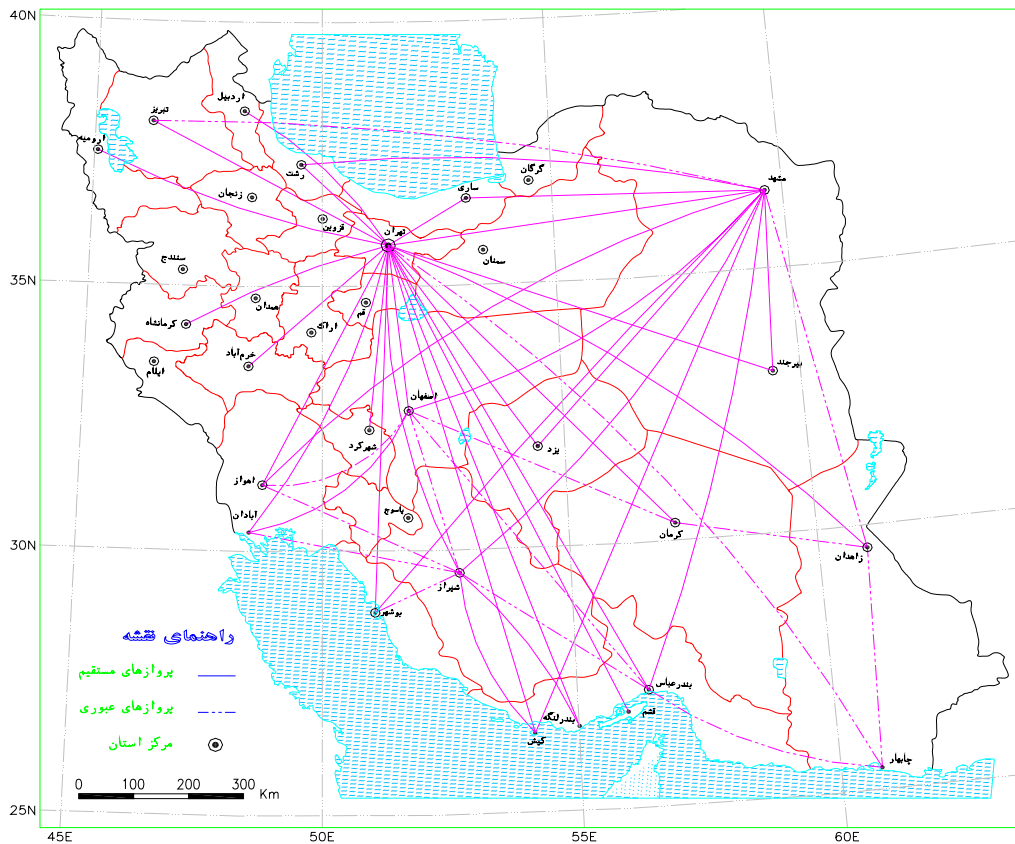 40N
اردبیل
تبریز
ارومیه
رشت
گرگان
مشهد
ساری
زنجان
قزوین
تهران
سمنان
سنندج
35N
همدان
قم
کرمانشاه
اراک
خرم‌آباد
ایلام
بیرجند
اصفهان
شهرکرد
یزد
اهواز
یاسوج
آبادان
کرمان
30N
زاهدان
شیراز
بوشهر
راهنمای نقشه
پروازهای مستقیم
بندرعباس
پروازهای عبوری
قشم
بندرلنگه
کیش
مرکز استان
چابهار
0 100 200 300 Km
25N
45E 50E 55E 60E